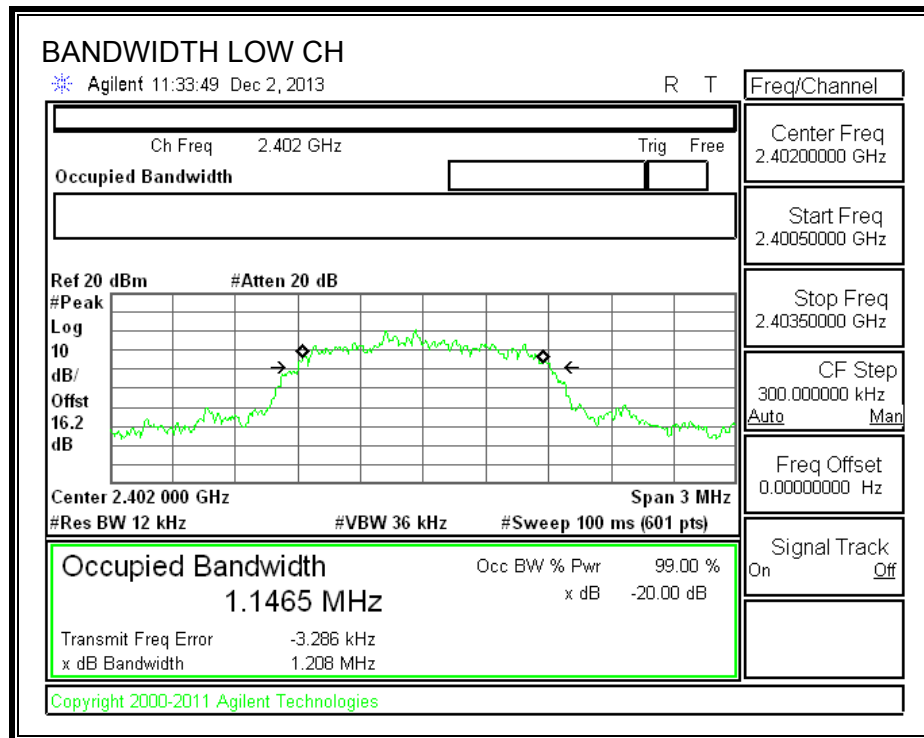 BANDWIDTH LOW CH
Agilent 11:33:49 Dec 2, 2013 R T
Freq/Channel
Ch Freq 2.402 GHz Trig Free
Occupied Bandwidth
Center Freq
2.40200000 GHz
Start Freq
2.40050000 GHz
Stop Freq
2.40350000 GHz
CF Step
300.000000 kHz
Auto Man
Freq Offset
0.00000000 Hz
Signal Track
On Off
Ref 20 dBm #Atten 20 dB
#Peak
Log
10
dB/
Offst
16.2
dB
Center 2.402 000 GHz Span 3 MHz
#Res BW 12 kHz #VBW 36 kHz #Sweep 100 ms (601 pts)
Occupied Bandwidth Occ BW % Pwr 99.00 %
1.1465 MHz x dB -20.00 dB
Transmit Freq Error -3.286 kHz
x dB Bandwidth 1.208 MHz
Copyright 2000-2011 Agilent Technologies